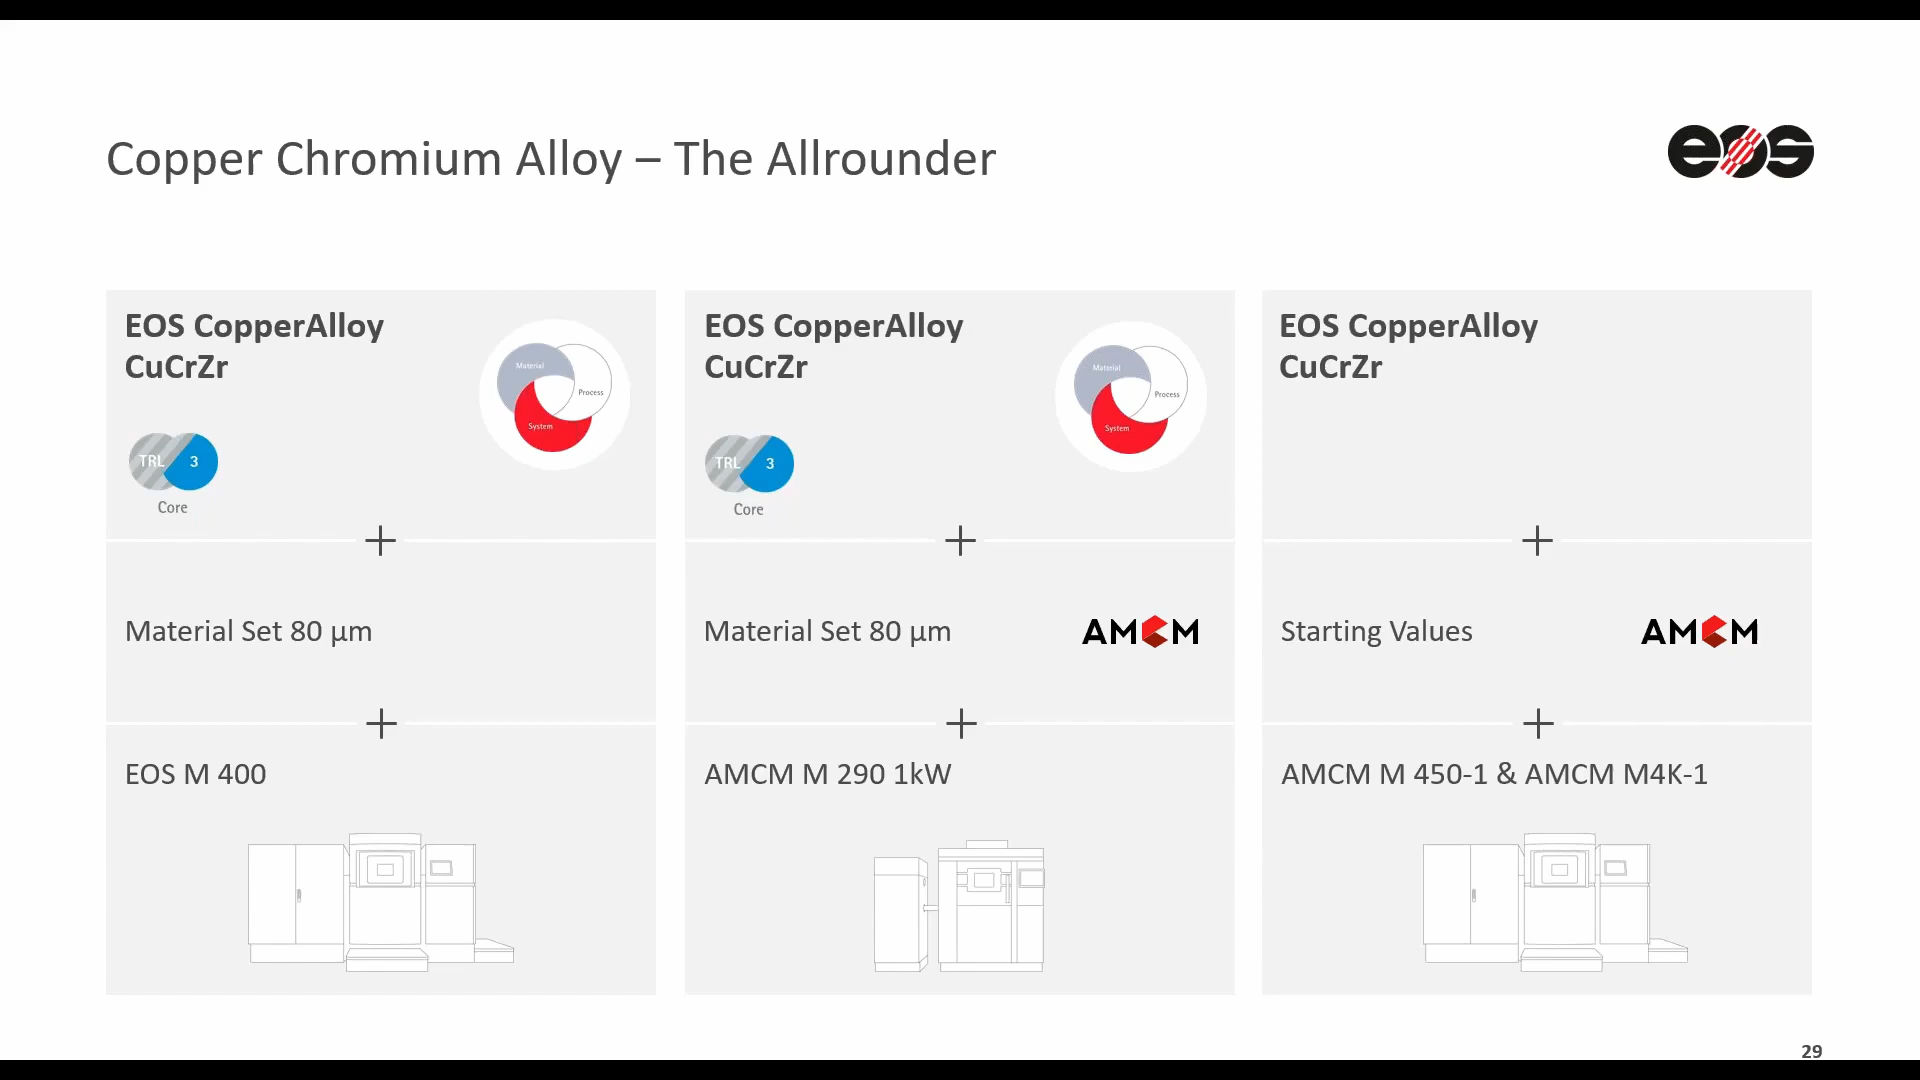 Copper Chromium Alloy – The Allrounder
eos
EOS CopperAlloy
CuCrZr
Material
Process
System
TRL 3
Core
Material Set 80 µm
EOS M 400
EOS CopperAlloy
CuCrZr
Material
Process
System
TRL 3
Core
Material Set 80 µm
AMCM
AMCM M 290 1kW
EOS CopperAlloy
CuCrZr
Starting Values
AMCM
AMCM M 450-1 & AMCM M4K-1
29